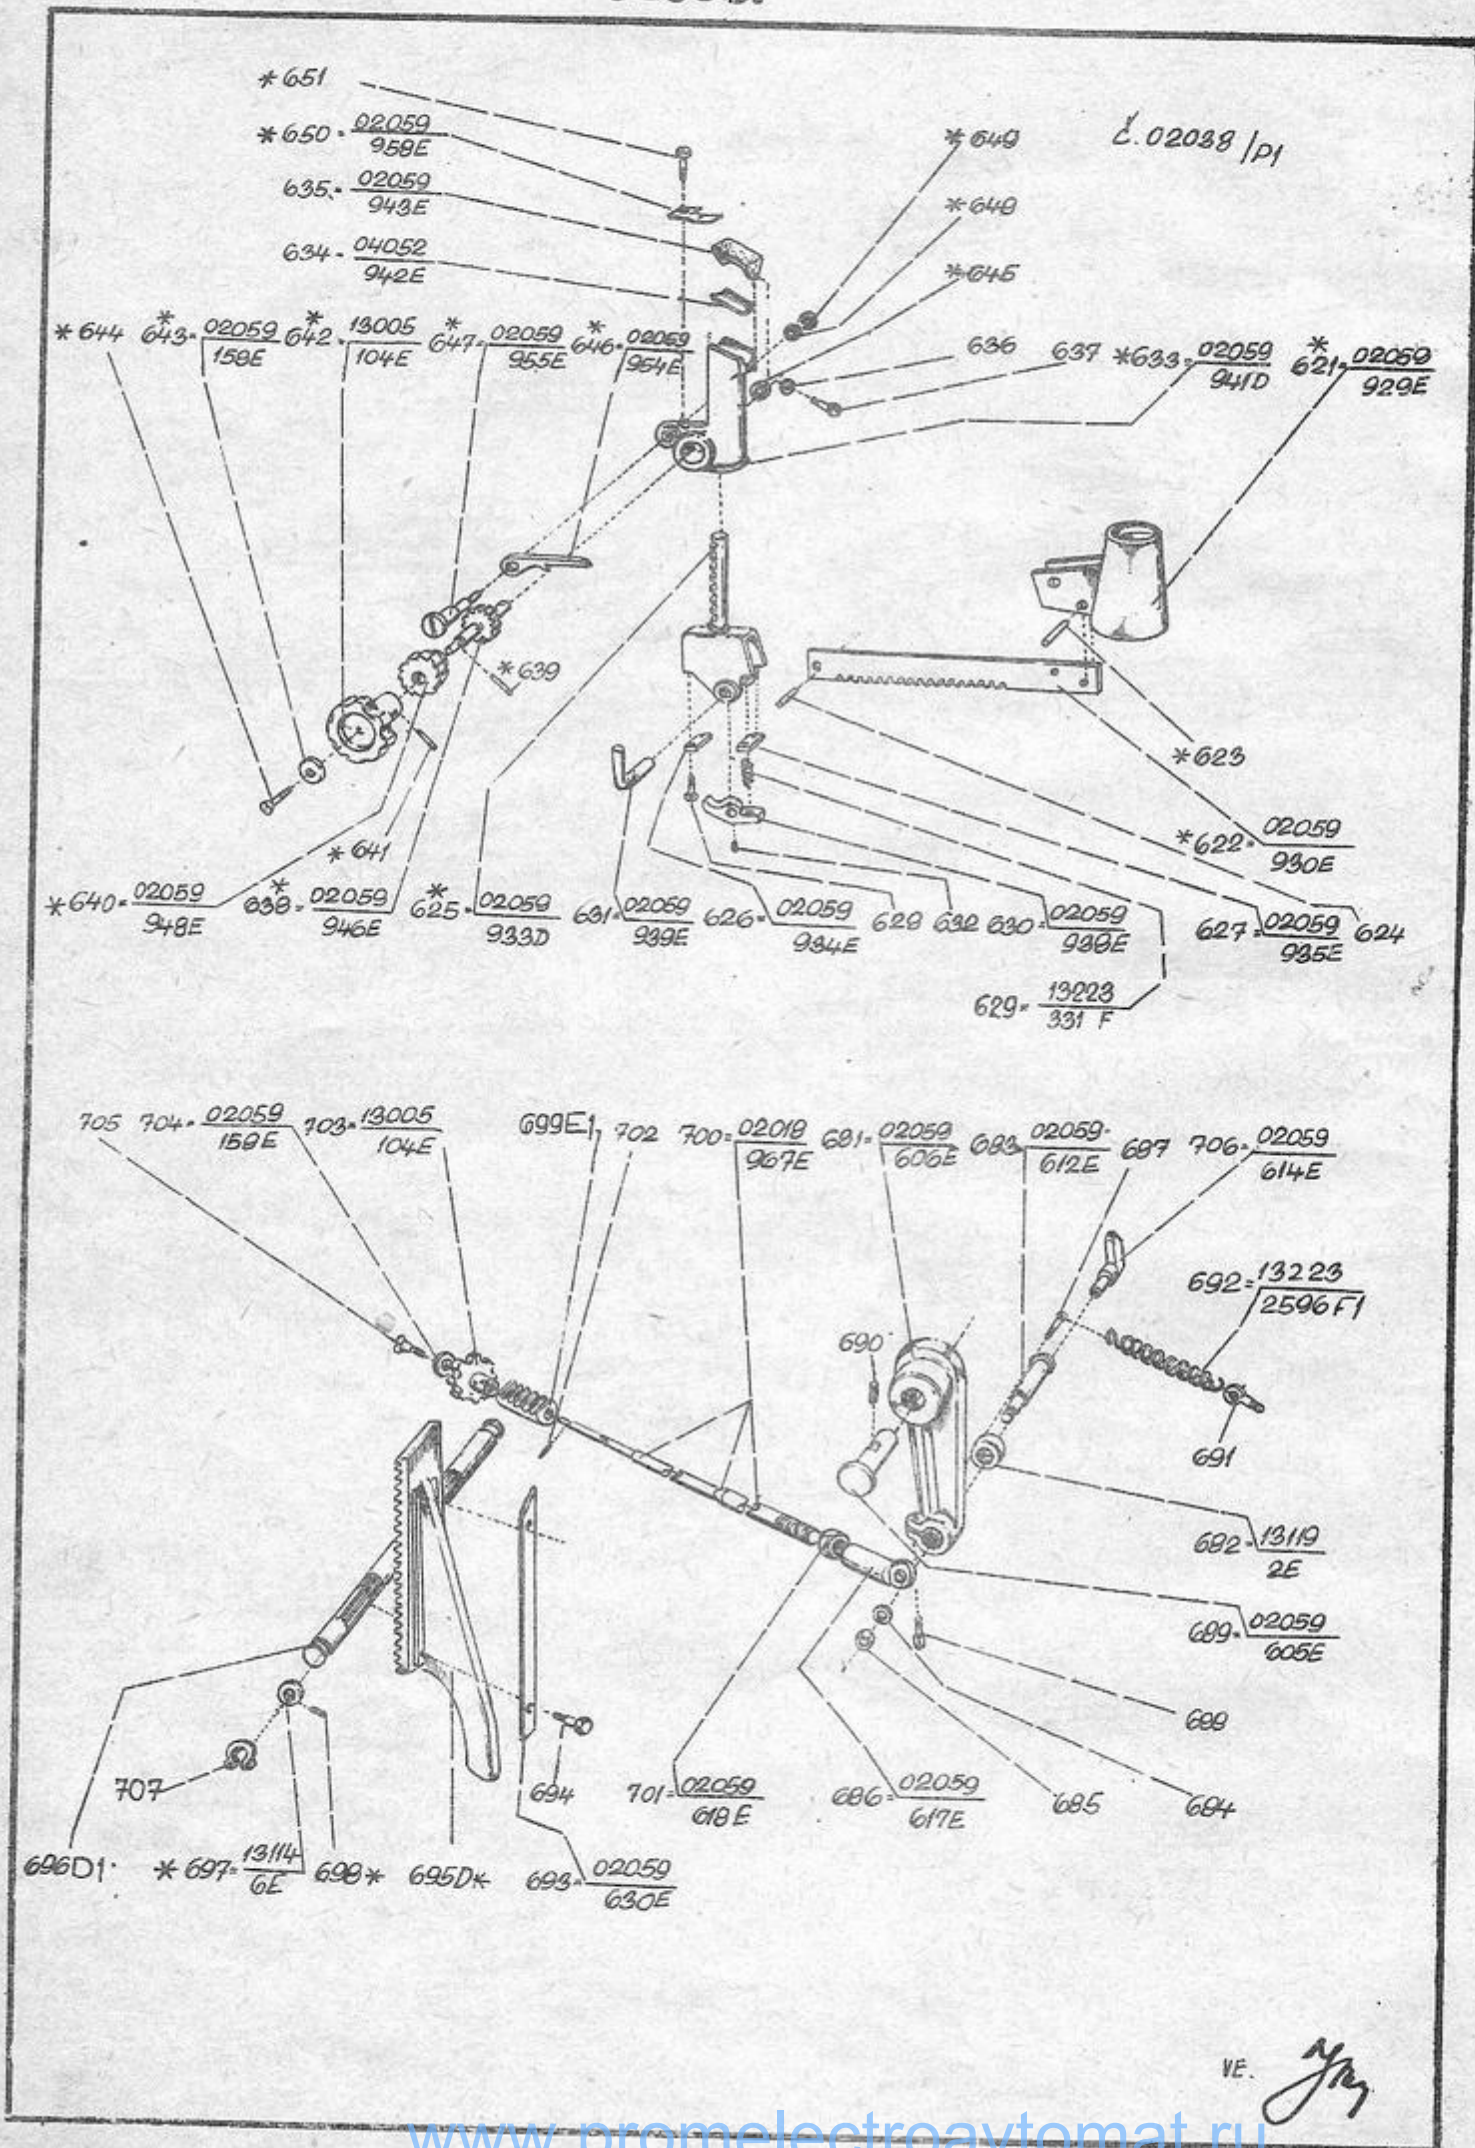 *651
*650 = 02059
958E
635 = 02059
943E
634 = 04052
942E
*649
*648
*645
Č. 02038 /P1
*644
*643 = 02059
158E
*642 = 13005
104E
*647 = 02059
955E
*646 = 02059
954E
636
637
*633 = 02059
941D
*621 = 02059
929E
*639
*641
*623
*622 = 02059
930E
*640 = 02059
948E
*638 = 02059
946E
*625 = 02059
933D
631 = 02059
939E
626 = 02059
934E
629
632
630 = 02059
938E
627 = 02059
935E
624
629 = 13223
331 F
705
704 = 02059
158E
703 = 13005
104E
699E1
702
700 = 02018
967E
681 = 02059
606E
683 = 02059
612E
687
706 = 02059
614E
692 = 13223
2596 F1
690
691
682 = 13119
2E
689 = 02059
605E
688
707
694
701 = 02059
618E
686 = 02059
617E
685
684
696D1
*697 = 13114
6E
698*
695D*
693 = 02059
630E
VE.
www.promelectroavtomat.ru